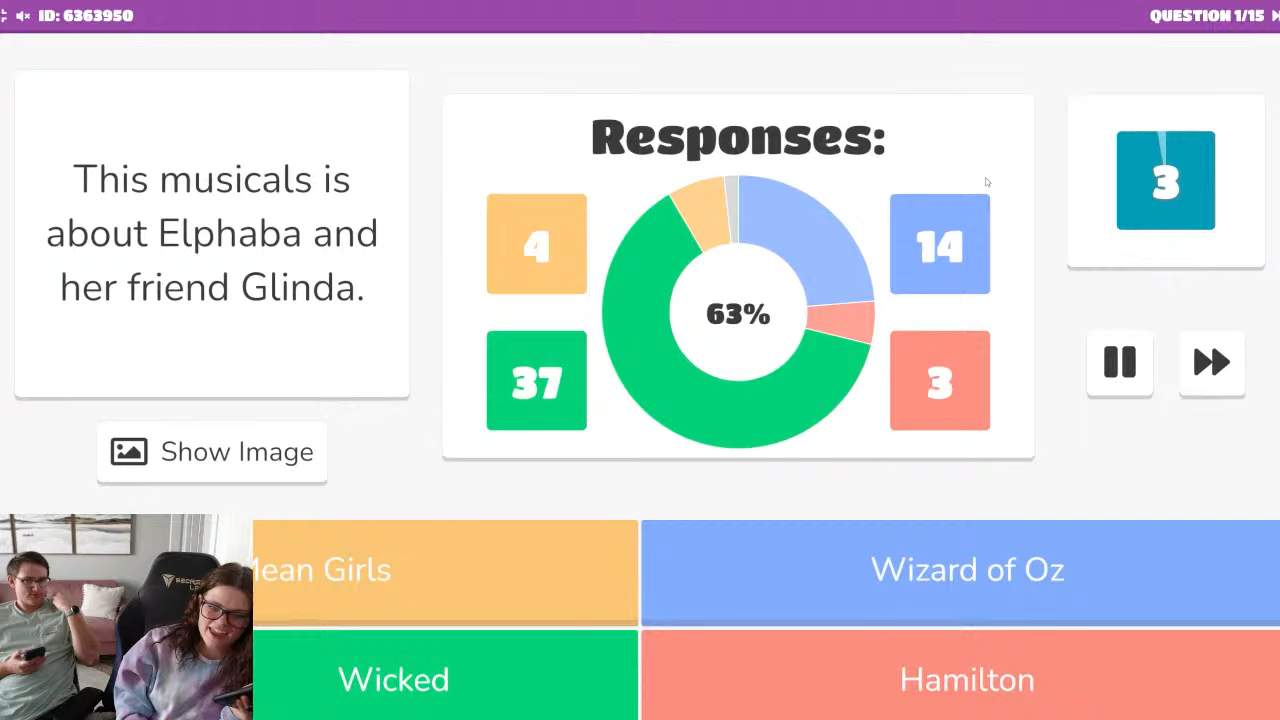 ID: 6363950
QUESTION 1/15
This musicals is
about Elphaba and
her friend Glinda.
Show Image
Responses:
4
14
63%
37
3
3
Mean Girls
Wizard of Oz
Wicked
Hamilton